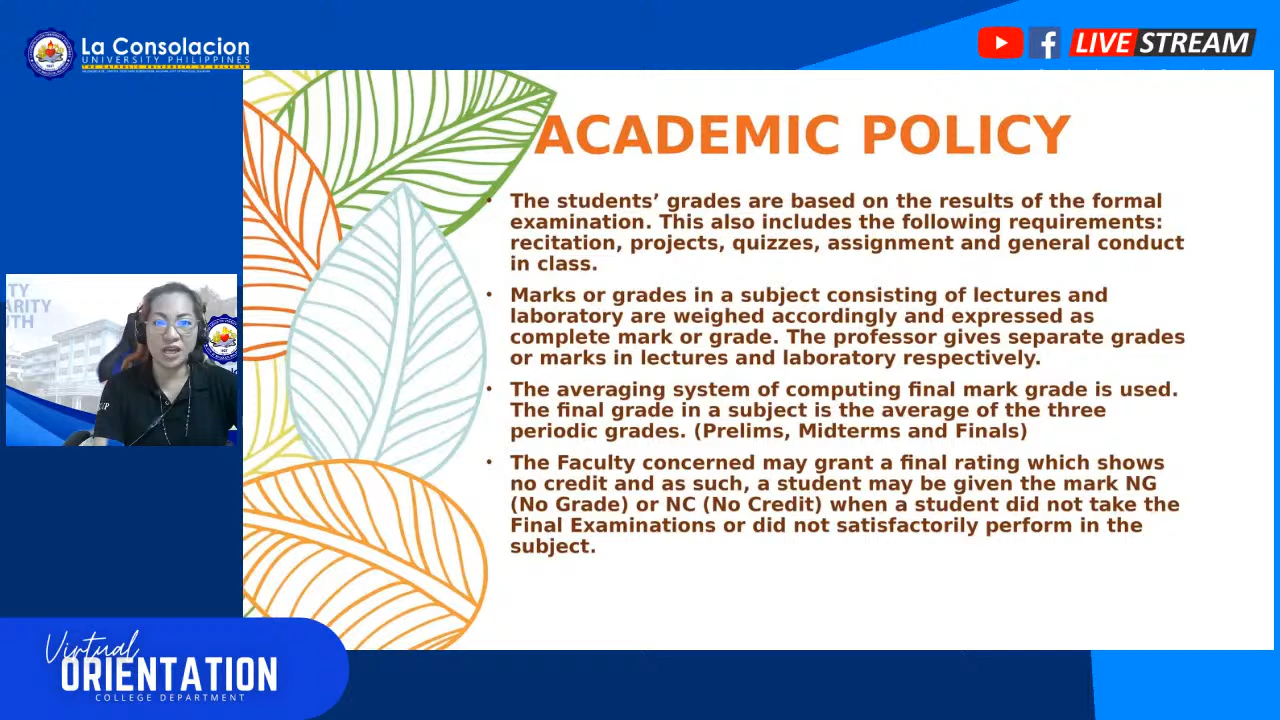 La Consolacion
UNIVERSITY PHILIPPINES
THE CATHOLIC UNIVERSITY OF BULACAN
LIVE STREAM
ACADEMIC POLICY
• The students’ grades are based on the results of the formal
examination. This also includes the following requirements:
recitation, projects, quizzes, assignment and general conduct
in class.
• Marks or grades in a subject consisting of lectures and
laboratory are weighed accordingly and expressed as
complete mark or grade. The professor gives separate grades
or marks in lectures and laboratory respectively.
• The averaging system of computing final mark grade is used.
The final grade in a subject is the average of the three
periodic grades. (Prelims, Midterms and Finals)
• The Faculty concerned may grant a final rating which shows
no credit and as such, a student may be given the mark NG
(No Grade) or NC (No Credit) when a student did not take the
Final Examinations or did not satisfactorily perform in the
subject.
Virtual
ORIENTATION
COLLEGE DEPARTMENT